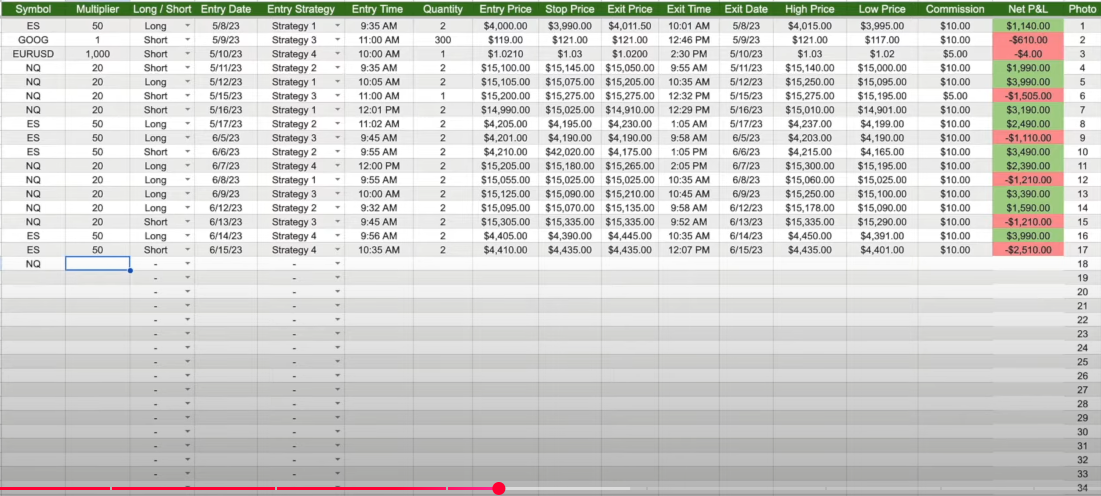 Symbol Multiplier Long / Short Entry Date Entry Strategy Entry Time Quantity Entry Price Stop Price Exit Price Exit Time Exit Date High Price Low Price Commission Net P&L Photo
ES 50 Long 5/8/23 Strategy 1 9:35 AM 2 $4,000.00 $3,990.00 $4,011.50 10:01 AM 5/8/23 $4,015.00 $3,995.00 $10.00 $1,140.00 1
GOOG 1 Short 5/9/23 Strategy 3 11:00 AM 300 $119.00 $121.00 $121.00 12:46 PM 5/9/23 $121.00 $117.00 $10.00 -$610.00 2
EURUSD 1,000 Short 5/10/23 Strategy 4 10:00 AM 1 $1.0210 $1.03 $1.0200 2:30 PM 5/10/23 $1.03 $1.02 $5.00 -$4.00 3
NQ 20 Short 5/11/23 Strategy 2 9:35 AM 2 $15,100.00 $15,145.00 $15,050.00 9:55 AM 5/11/23 $15,140.00 $15,000.00 $10.00 $1,990.00 4
NQ 20 Long 5/12/23 Strategy 1 10:05 AM 2 $15,105.00 $15,075.00 $15,205.00 10:35 AM 5/12/23 $15,250.00 $15,095.00 $10.00 $3,990.00 5
NQ 20 Short 5/15/23 Strategy 3 11:00 AM 1 $15,200.00 $15,275.00 $15,275.00 12:32 PM 5/15/23 $15,275.00 $15,195.00 $5.00 -$1,505.00 6
NQ 20 Short 5/16/23 Strategy 1 12:01 PM 2 $14,990.00 $15,025.00 $14,910.00 12:29 PM 5/16/23 $15,010.00 $14,901.00 $10.00 $3,190.00 7
ES 50 Long 5/17/23 Strategy 2 11:02 AM 2 $4,205.00 $4,195.00 $4,230.00 1:05 AM 5/17/23 $4,237.00 $4,199.00 $10.00 $2,490.00 8
ES 50 Long 6/5/23 Strategy 3 9:45 AM 2 $4,201.00 $4,190.00 $4,190.00 9:58 AM 6/5/23 $4,203.00 $4,190.00 $10.00 -$1,110.00 9
ES 50 Short 6/6/23 Strategy 2 9:55 AM 2 $4,210.00 $42,020.00 $4,175.00 1:05 PM 6/6/23 $4,215.00 $4,165.00 $10.00 $3,490.00 10
NQ 20 Long 6/7/23 Strategy 4 12:00 PM 2 $15,205.00 $15,180.00 $15,265.00 2:05 PM 6/7/23 $15,300.00 $15,195.00 $10.00 $2,390.00 11
NQ 20 Long 6/8/23 Strategy 1 9:55 AM 2 $15,055.00 $15,025.00 $15,025.00 10:35 AM 6/8/23 $15,060.00 $15,025.00 $10.00 -$1,210.00 12
NQ 20 Long 6/9/23 Strategy 3 10:00 AM 2 $15,125.00 $15,090.00 $15,210.00 10:45 AM 6/9/23 $15,250.00 $15,100.00 $10.00 $3,390.00 13
NQ 20 Long 6/12/23 Strategy 2 9:32 AM 2 $15,095.00 $15,070.00 $15,135.00 9:58 AM 6/12/23 $15,178.00 $15,090.00 $10.00 $1,590.00 14
NQ 20 Short 6/13/23 Strategy 3 9:45 AM 2 $15,305.00 $15,335.00 $15,335.00 9:52 AM 6/13/23 $15,335.00 $15,290.00 $10.00 -$1,210.00 15
ES 50 Long 6/14/23 Strategy 4 9:56 AM 2 $4,405.00 $4,390.00 $4,445.00 10:35 AM 6/14/23 $4,450.00 $4,391.00 $10.00 $3,990.00 16
ES 50 Short 6/15/23 Strategy 4 10:35 AM 2 $4,410.00 $4,435.00 $4,435.00 12:07 PM 6/15/23 $4,435.00 $4,401.00 $10.00 -$2,510.00 17
NQ - - 18
- - 19
- - 20
- - 21
- - 22
- - 23
- - 24
- - 25
- - 26
- - 27
- - 28
- - 29
- - 30
- - 31
- - 32
- - 33
34